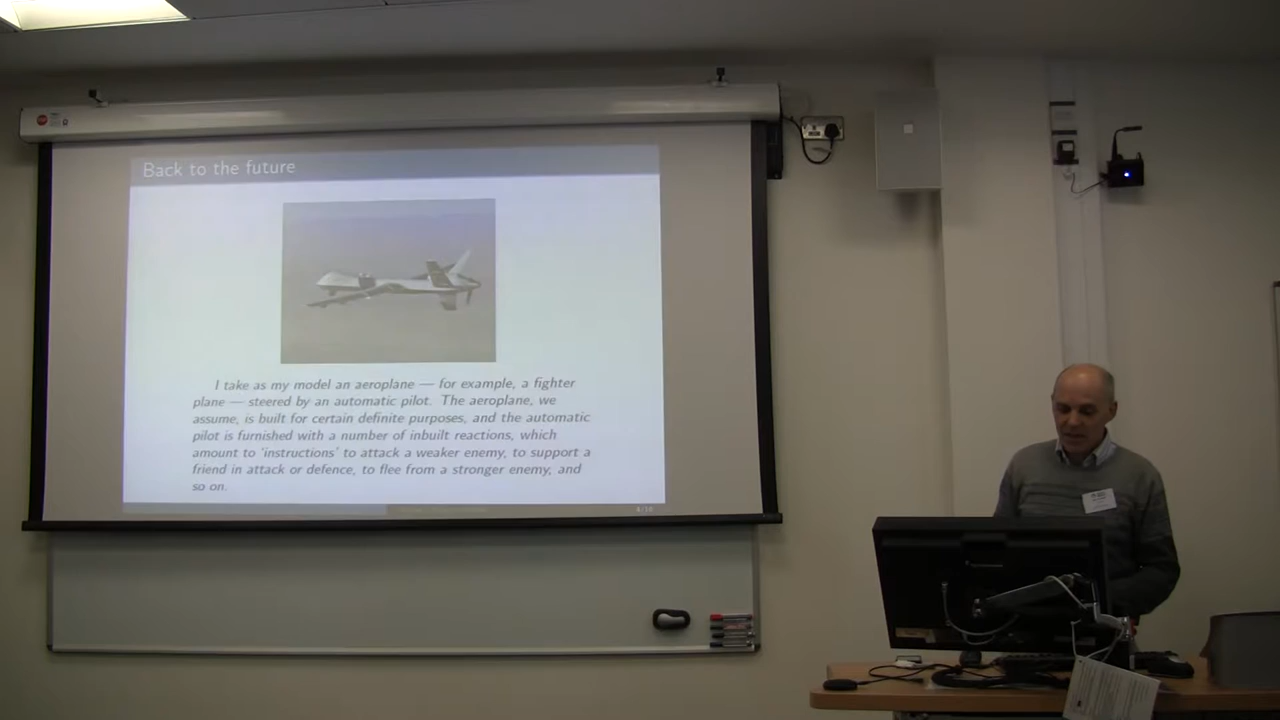 Back to the future
I take as my model an aeroplane — for example, a fighter
plane — steered by an automatic pilot. The aeroplane, we
assume, is built for certain definite purposes, and the automatic
pilot is furnished with a number of inbuilt reactions, which
amount to ‘instructions’ to attack a weaker enemy, to support a
friend in attack or defence, to flee from a stronger enemy, and
so on.